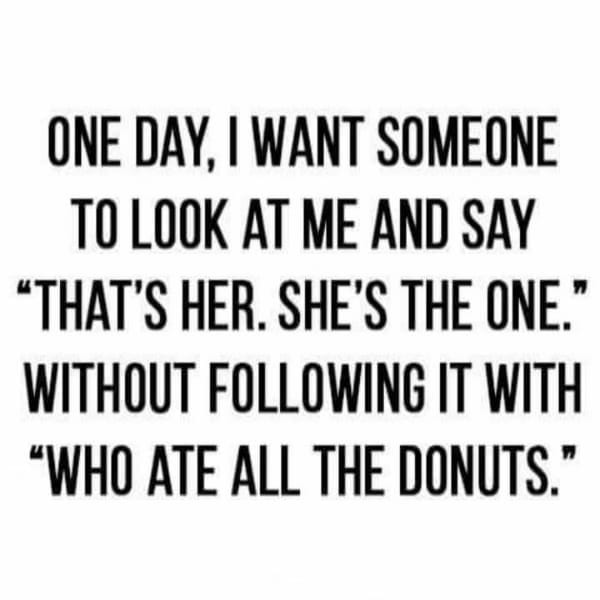 ONE DAY, I WANT SOMEONE
TO LOOK AT ME AND SAY
“THAT'S HER. SHE'S THE ONE.”
WITHOUT FOLLOWING IT WITH
“WHO ATE ALL THE DONUTS.”